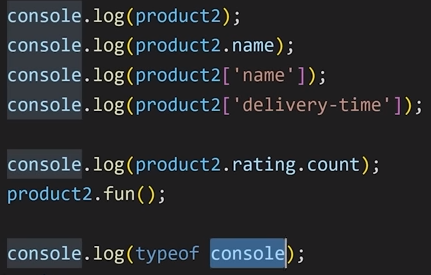 console.log(product2);
console.log(product2.name);
console.log(product2['name']);
console.log(product2['delivery-time']);
console.log(product2.rating.count);
product2.fun();
console.log(typeof console);